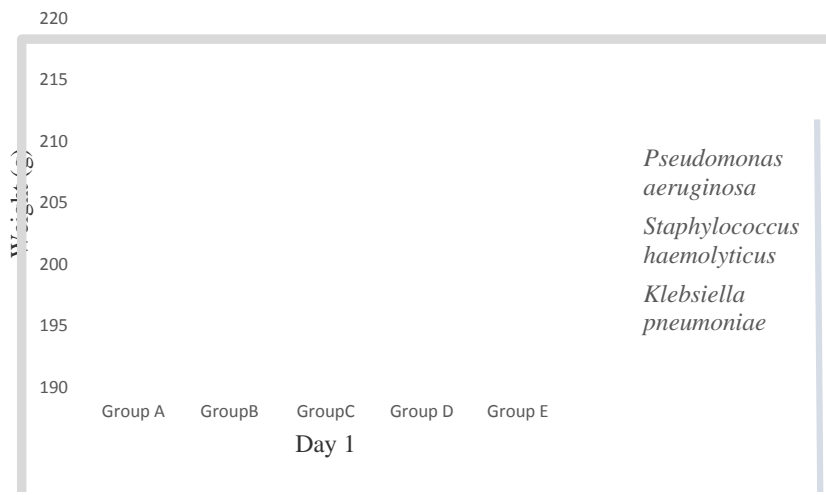 220
215
210
205
200
195
190
Weight (g)
Group A GroupB GroupC Group D Group E
Day 1
Pseudomonas
aeruginosa
Staphylococcus
haemolyticus
Klebsiella
pneumoniae